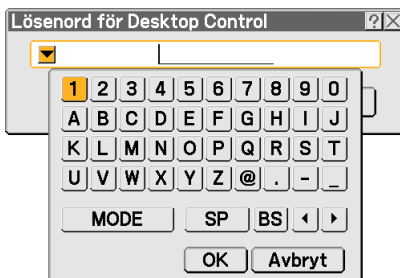 Lösenord för Desktop Control ?
1 2 3 4 5 6 7 8 9 0
A B C D E F G H I J
K L M N O P Q R S T
U V W X Y Z @ . - _
MODE SP BS
OK Avbryt